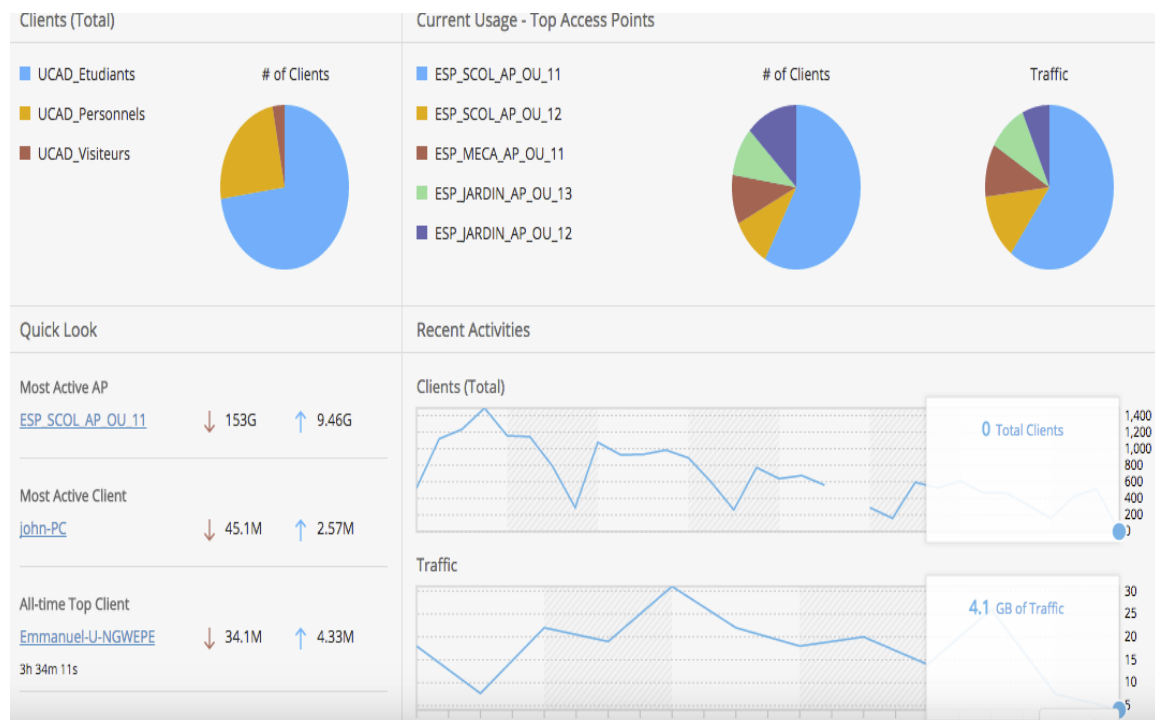 Clients (Total)
UCAD_Etudiants
UCAD_Personnels
UCAD_Visiteurs
# of Clients
Current Usage - Top Access Points
ESP_SCOL_AP_OU_11
ESP_SCOL_AP_OU_12
ESP_MECA_AP_OU_11
ESP_JARDIN_AP_OU_13
ESP_JARDIN_AP_OU_12
# of Clients
Traffic
Quick Look
Most Active AP
ESP_SCOL_AP_OU_11 ↓ 153G ↑ 9.46G
Most Active Client
john-PC ↓ 45.1M ↑ 2.57M
All-time Top Client
Emmanuel-U-NGWEPE ↓ 34.1M ↑ 4.33M
3h 34m 11s
Recent Activities
Clients (Total)
0 Total Clients
1,400
1,200
1,000
800
600
400
200
0
Traffic
4.1 GB of Traffic
30
25
20
15
10
5